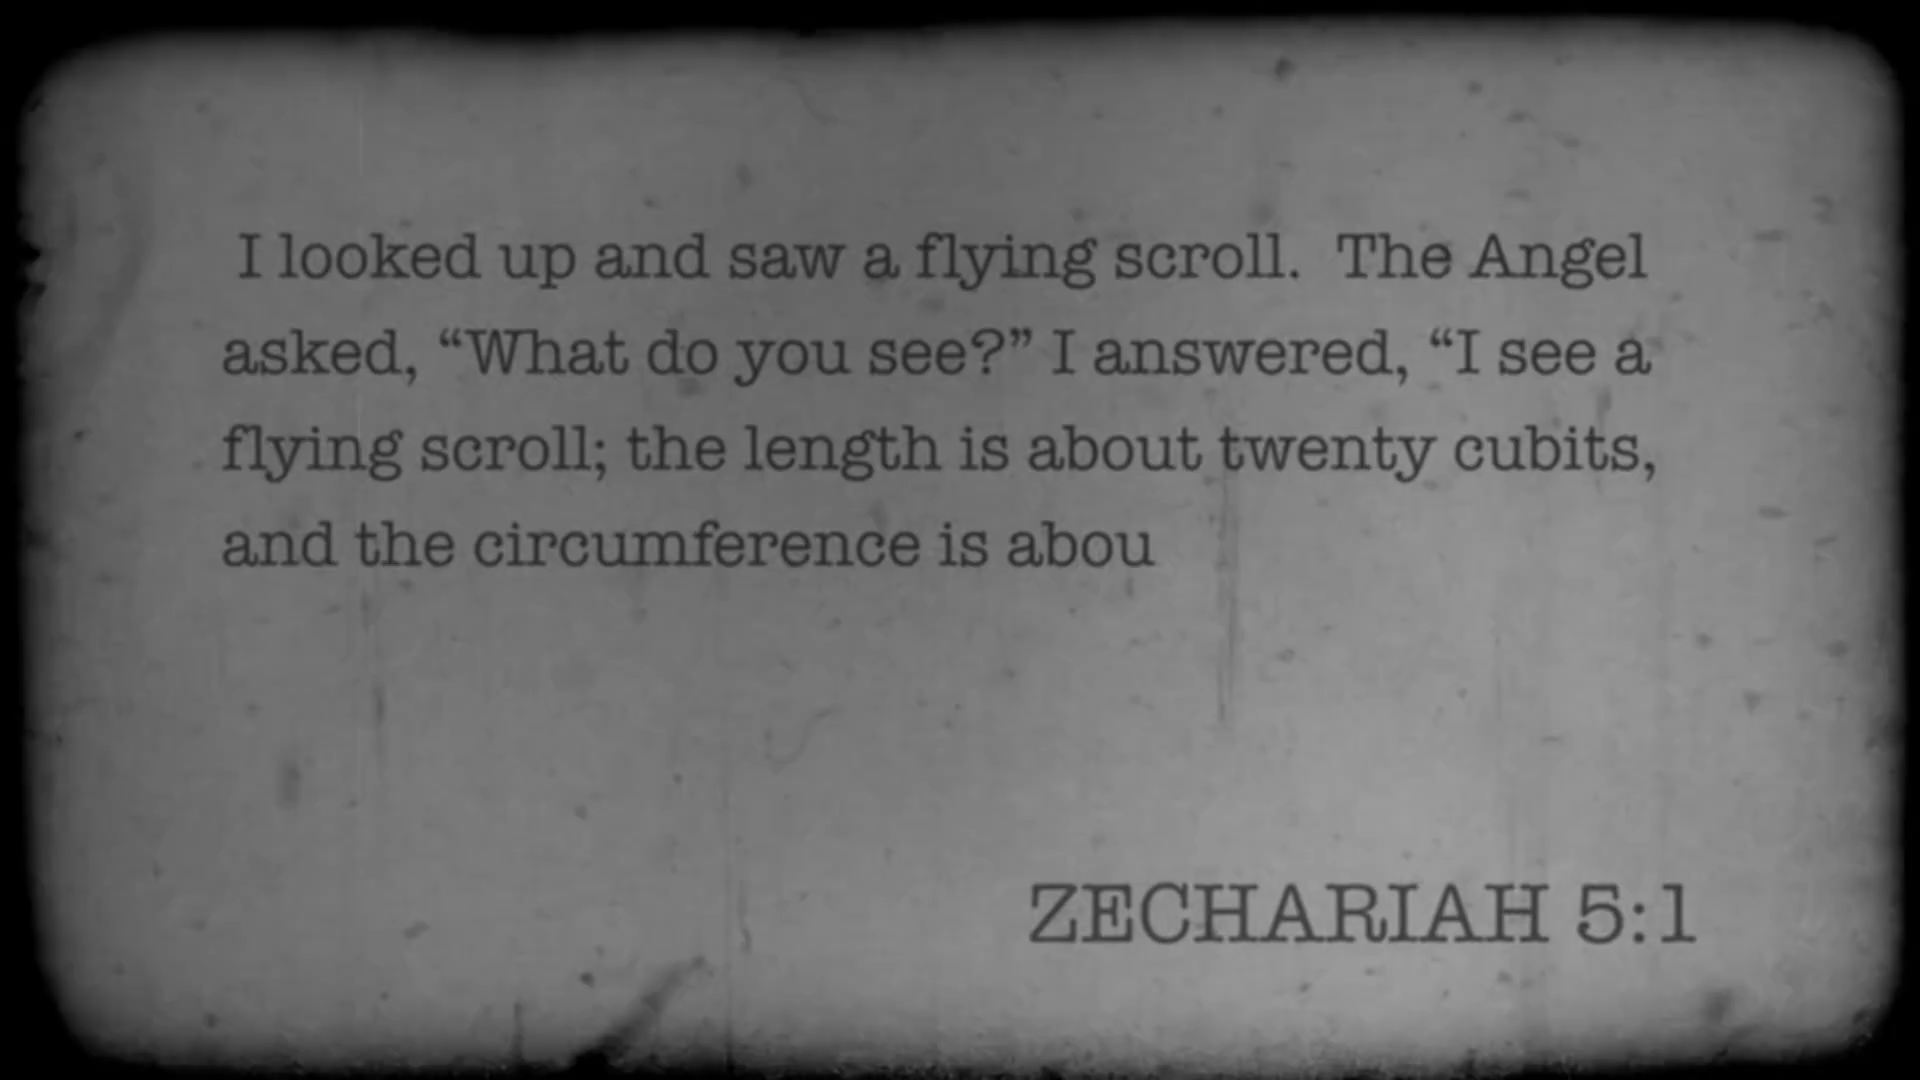 I looked up and saw a flying scroll. The Angel
asked, “What do you see?” I answered, “I see a
flying scroll; the length is about twenty cubits,
and the circumference is abou
ZECHARIAH 5:1